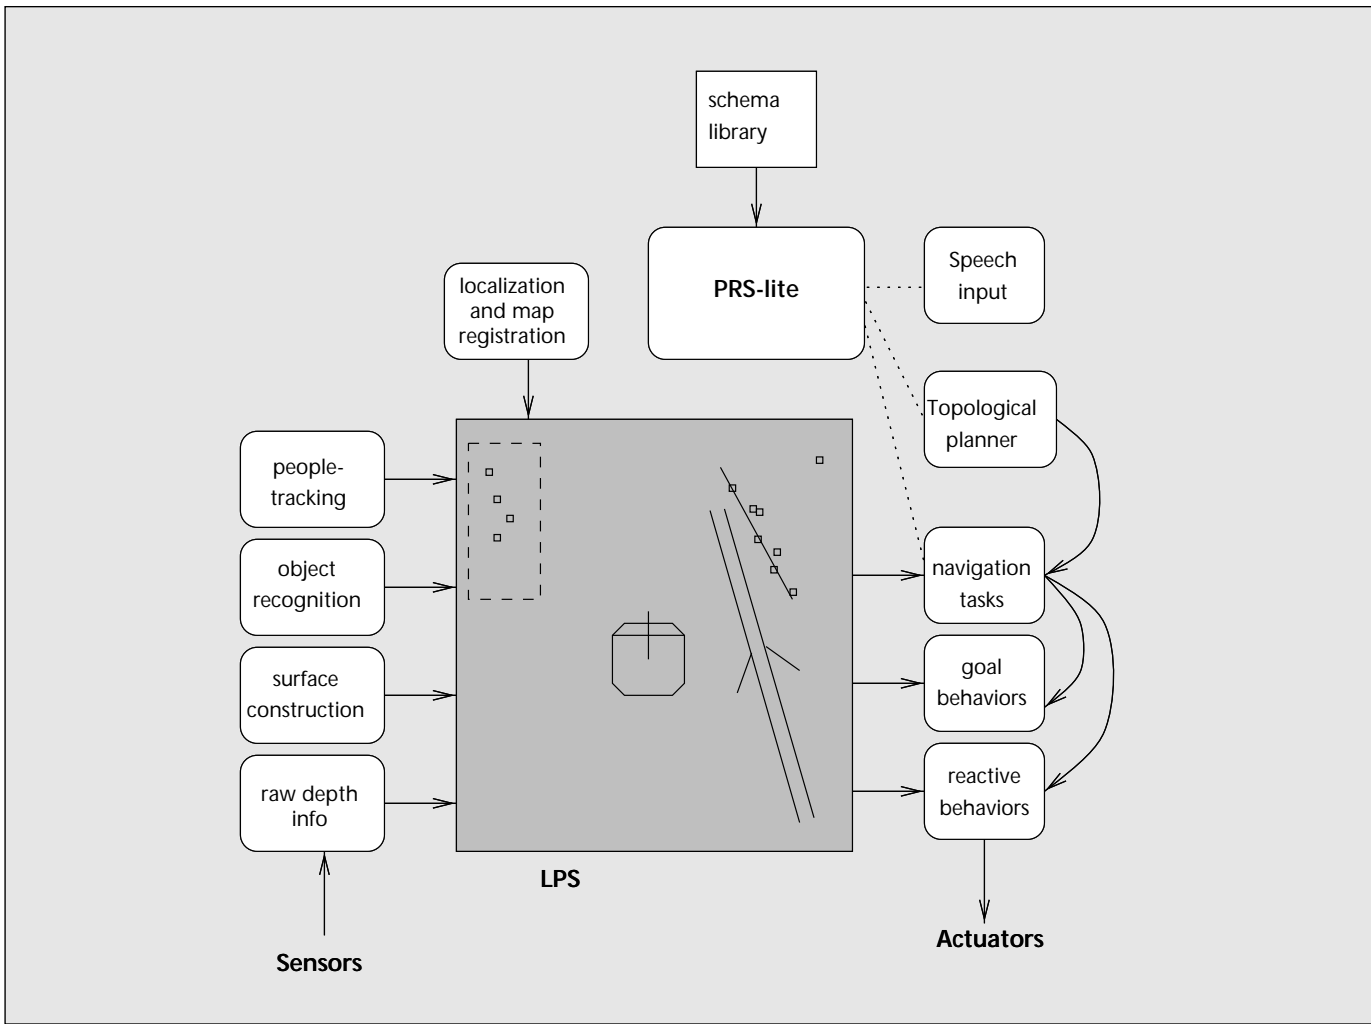 schema
library
PRS-lite
Speech
input
localization
and map
registration
Topological
planner
people-
tracking
object
recognition
surface
construction
raw depth
info
navigation
tasks
goal
behaviors
reactive
behaviors
LPS
Sensors
Actuators